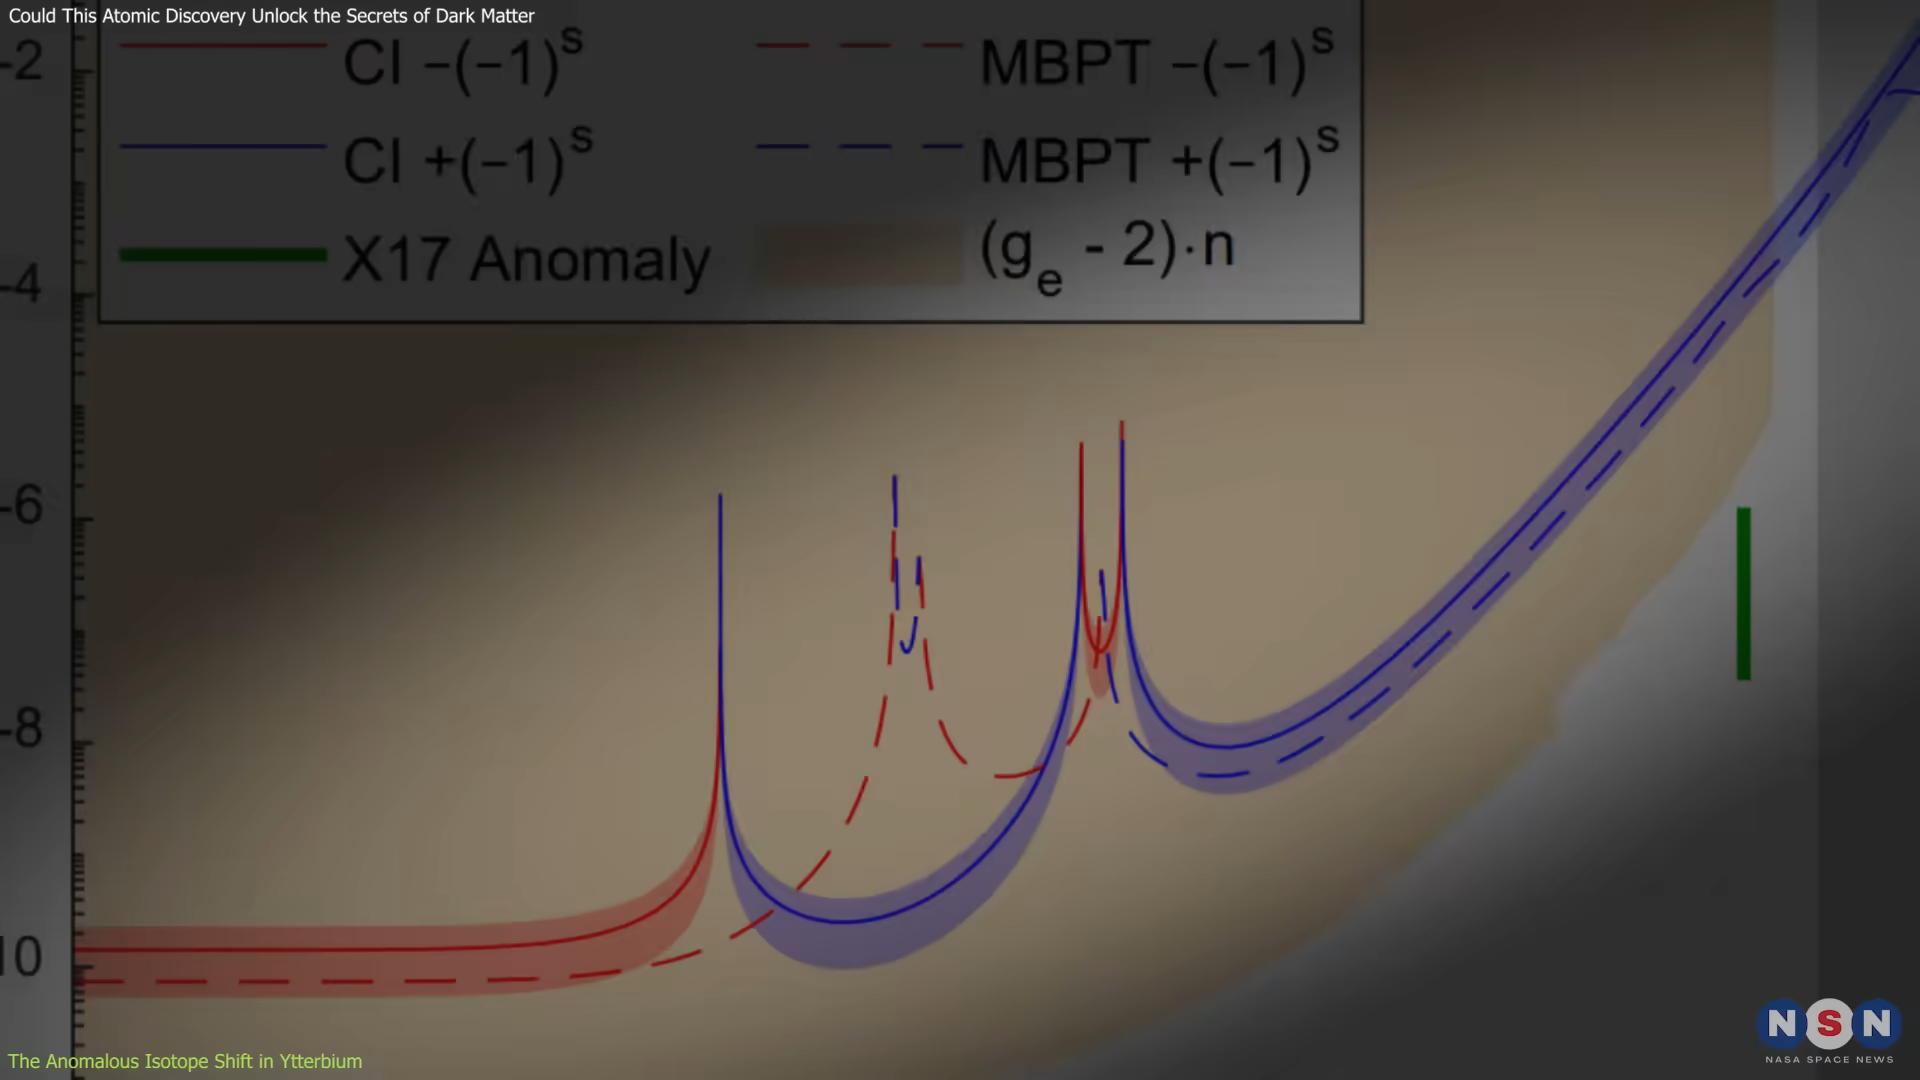 Could This Atomic Discovery Unlock the Secrets of Dark Matter
-2
CI −(−1)^s
MBPT −(−1)^s
CI +(−1)^s
MBPT +(−1)^s
X17 Anomaly
(g_e - 2)·n
-4
-6
-8
10
The Anomalous Isotope Shift in Ytterbium
NSN
NASA SPACE NEWS